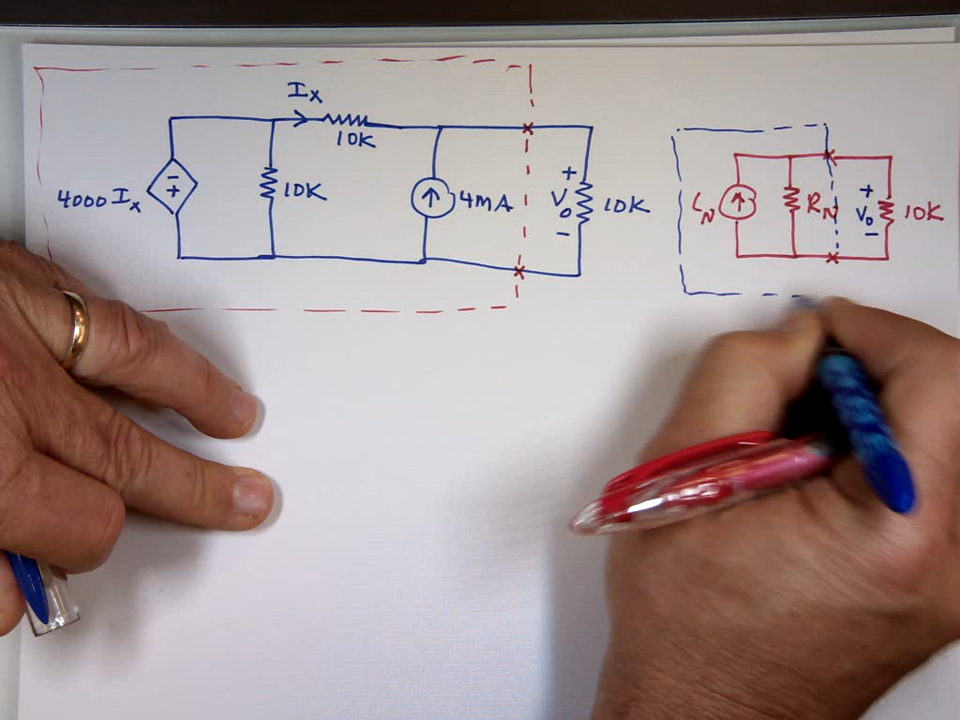 Ix
10K
4000 Ix
- +
10K
4mA
+ Vo -
10K
iN
RN
+ Vo -
10K